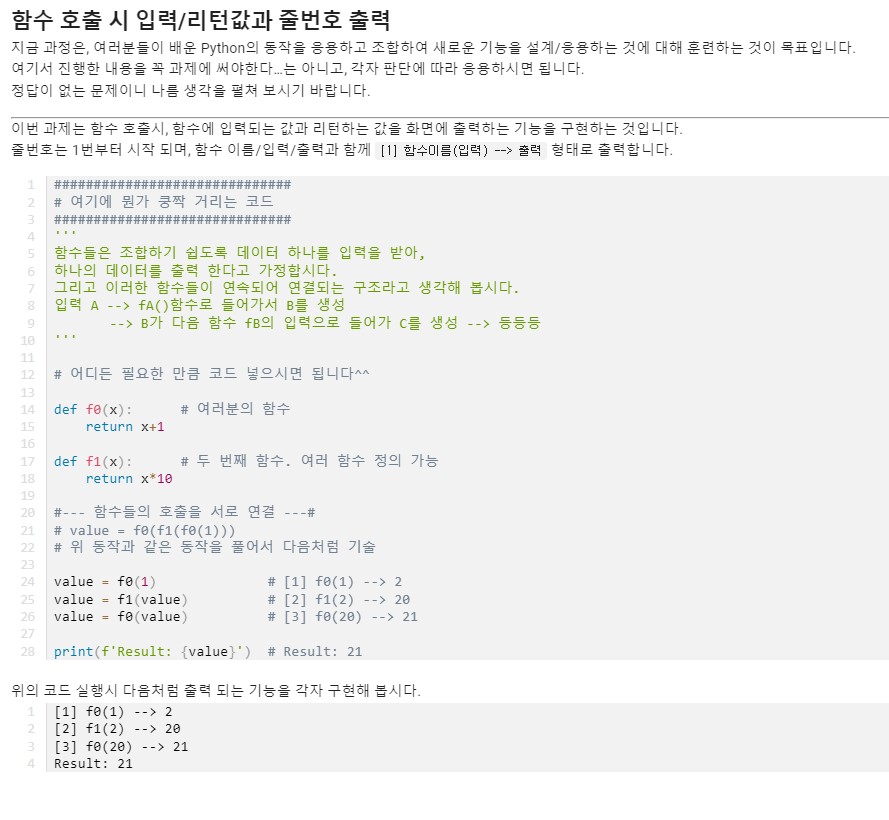 함수 호출 시 입력/리턴값과 줄번호 출력
지금 과정은, 여러분들이 배운 Python의 동작을 응용하고 조합하여 새로운 기능을 설계/응용하는 것에 대해 훈련하는 것이 목표입니다.
여기서 진행한 내용을 꼭 과제에 써야한다…는 아니고, 각자 판단에 따라 응용하시면 됩니다.
정답이 없는 문제이니 나름 생각을 펼쳐 보시기 바랍니다.
이번 과제는 함수 호출시, 함수에 입력되는 값과 리턴하는 값을 화면에 출력하는 기능을 구현하는 것입니다.
줄번호는 1번부터 시작 되며, 함수 이름/입력/출력과 함께 [1] 함수이름(입력) --> 출력 형태로 출력합니다.
1 ##############################
2 # 여기에 뭔가 쿵짝 거리는 코드
3 ##############################
4 '''
5 함수들은 조합하기 쉽도록 데이터 하나를 입력을 받아,
6 하나의 데이터를 출력 한다고 가정합시다.
7 그리고 이러한 함수들이 연속되어 연결되는 구조라고 생각해 봅시다.
8 입력 A --> fA()함수로 들어가서 B를 생성
9        --> B가 다음 함수 fB의 입력으로 들어가 C를 생성 --> 등등등
10 '''
11
12 # 어디든 필요한 만큼 코드 넣으시면 됩니다^^
13
14 def f0(x):      # 여러분의 함수
15     return x+1
16
17 def f1(x):      # 두 번째 함수. 여러 함수 정의 가능
18     return x*10
19
20 #--- 함수들의 호출을 서로 연결 ---#
21 # value = f0(f1(f0(1)))
22 # 위 동작과 같은 동작을 풀어서 다음처럼 기술
23
24 value = f0(1)              # [1] f0(1) --> 2
25 value = f1(value)          # [2] f1(2) --> 20
26 value = f0(value)          # [3] f0(20) --> 21
27
28 print(f'Result: {value}')  # Result: 21
위의 코드 실행시 다음처럼 출력 되는 기능을 각자 구현해 봅시다.
1 [1] f0(1) --> 2
2 [2] f1(2) --> 20
3 [3] f0(20) --> 21
4 Result: 21